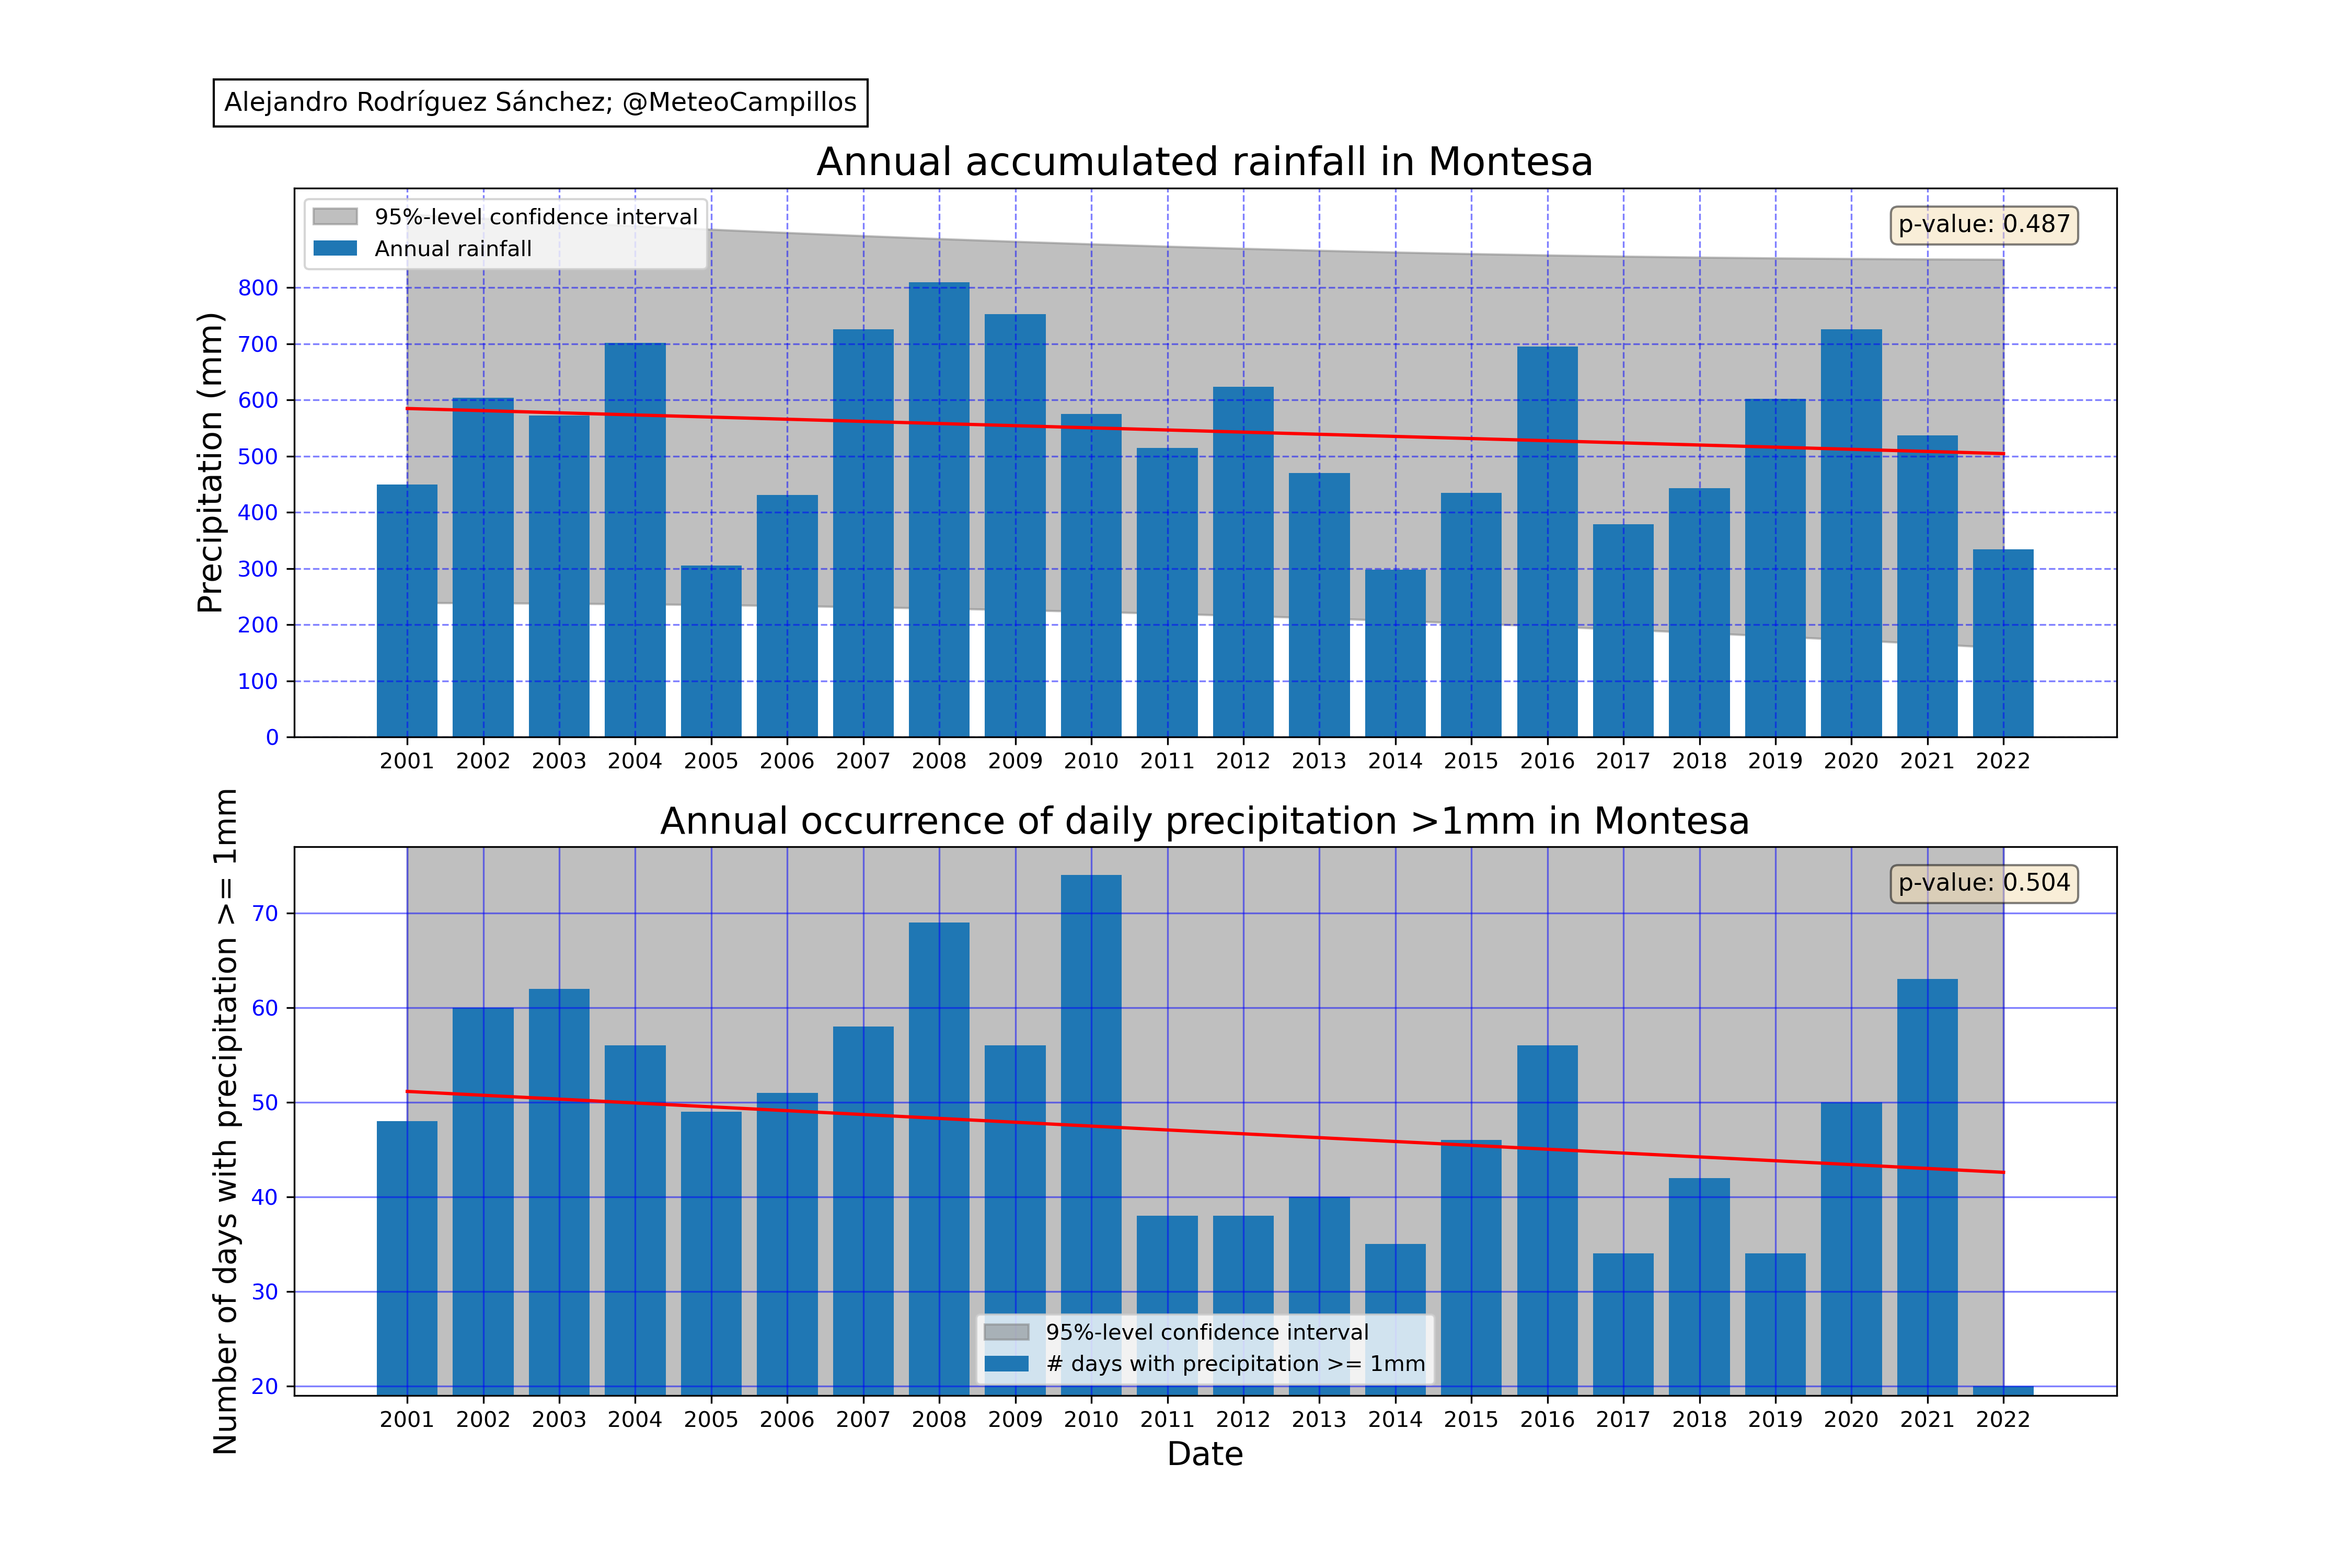 Alejandro Rodríguez Sánchez; @MeteoCampillos
Annual accumulated rainfall in Montesa
95%-level confidence interval
Annual rainfall
p-value: 0.487
Precipitation (mm)
800
700
600
500
400
300
200
100
0
2001 2002 2003 2004 2005 2006 2007 2008 2009 2010 2011 2012 2013 2014 2015 2016 2017 2018 2019 2020 2021 2022
Annual occurrence of daily precipitation >1mm in Montesa
p-value: 0.504
Number of days with precipitation >= 1mm
70
60
50
40
30
20
95%-level confidence interval
# days with precipitation >= 1mm
2001 2002 2003 2004 2005 2006 2007 2008 2009 2010 2011 2012 2013 2014 2015 2016 2017 2018 2019 2020 2021 2022
Date